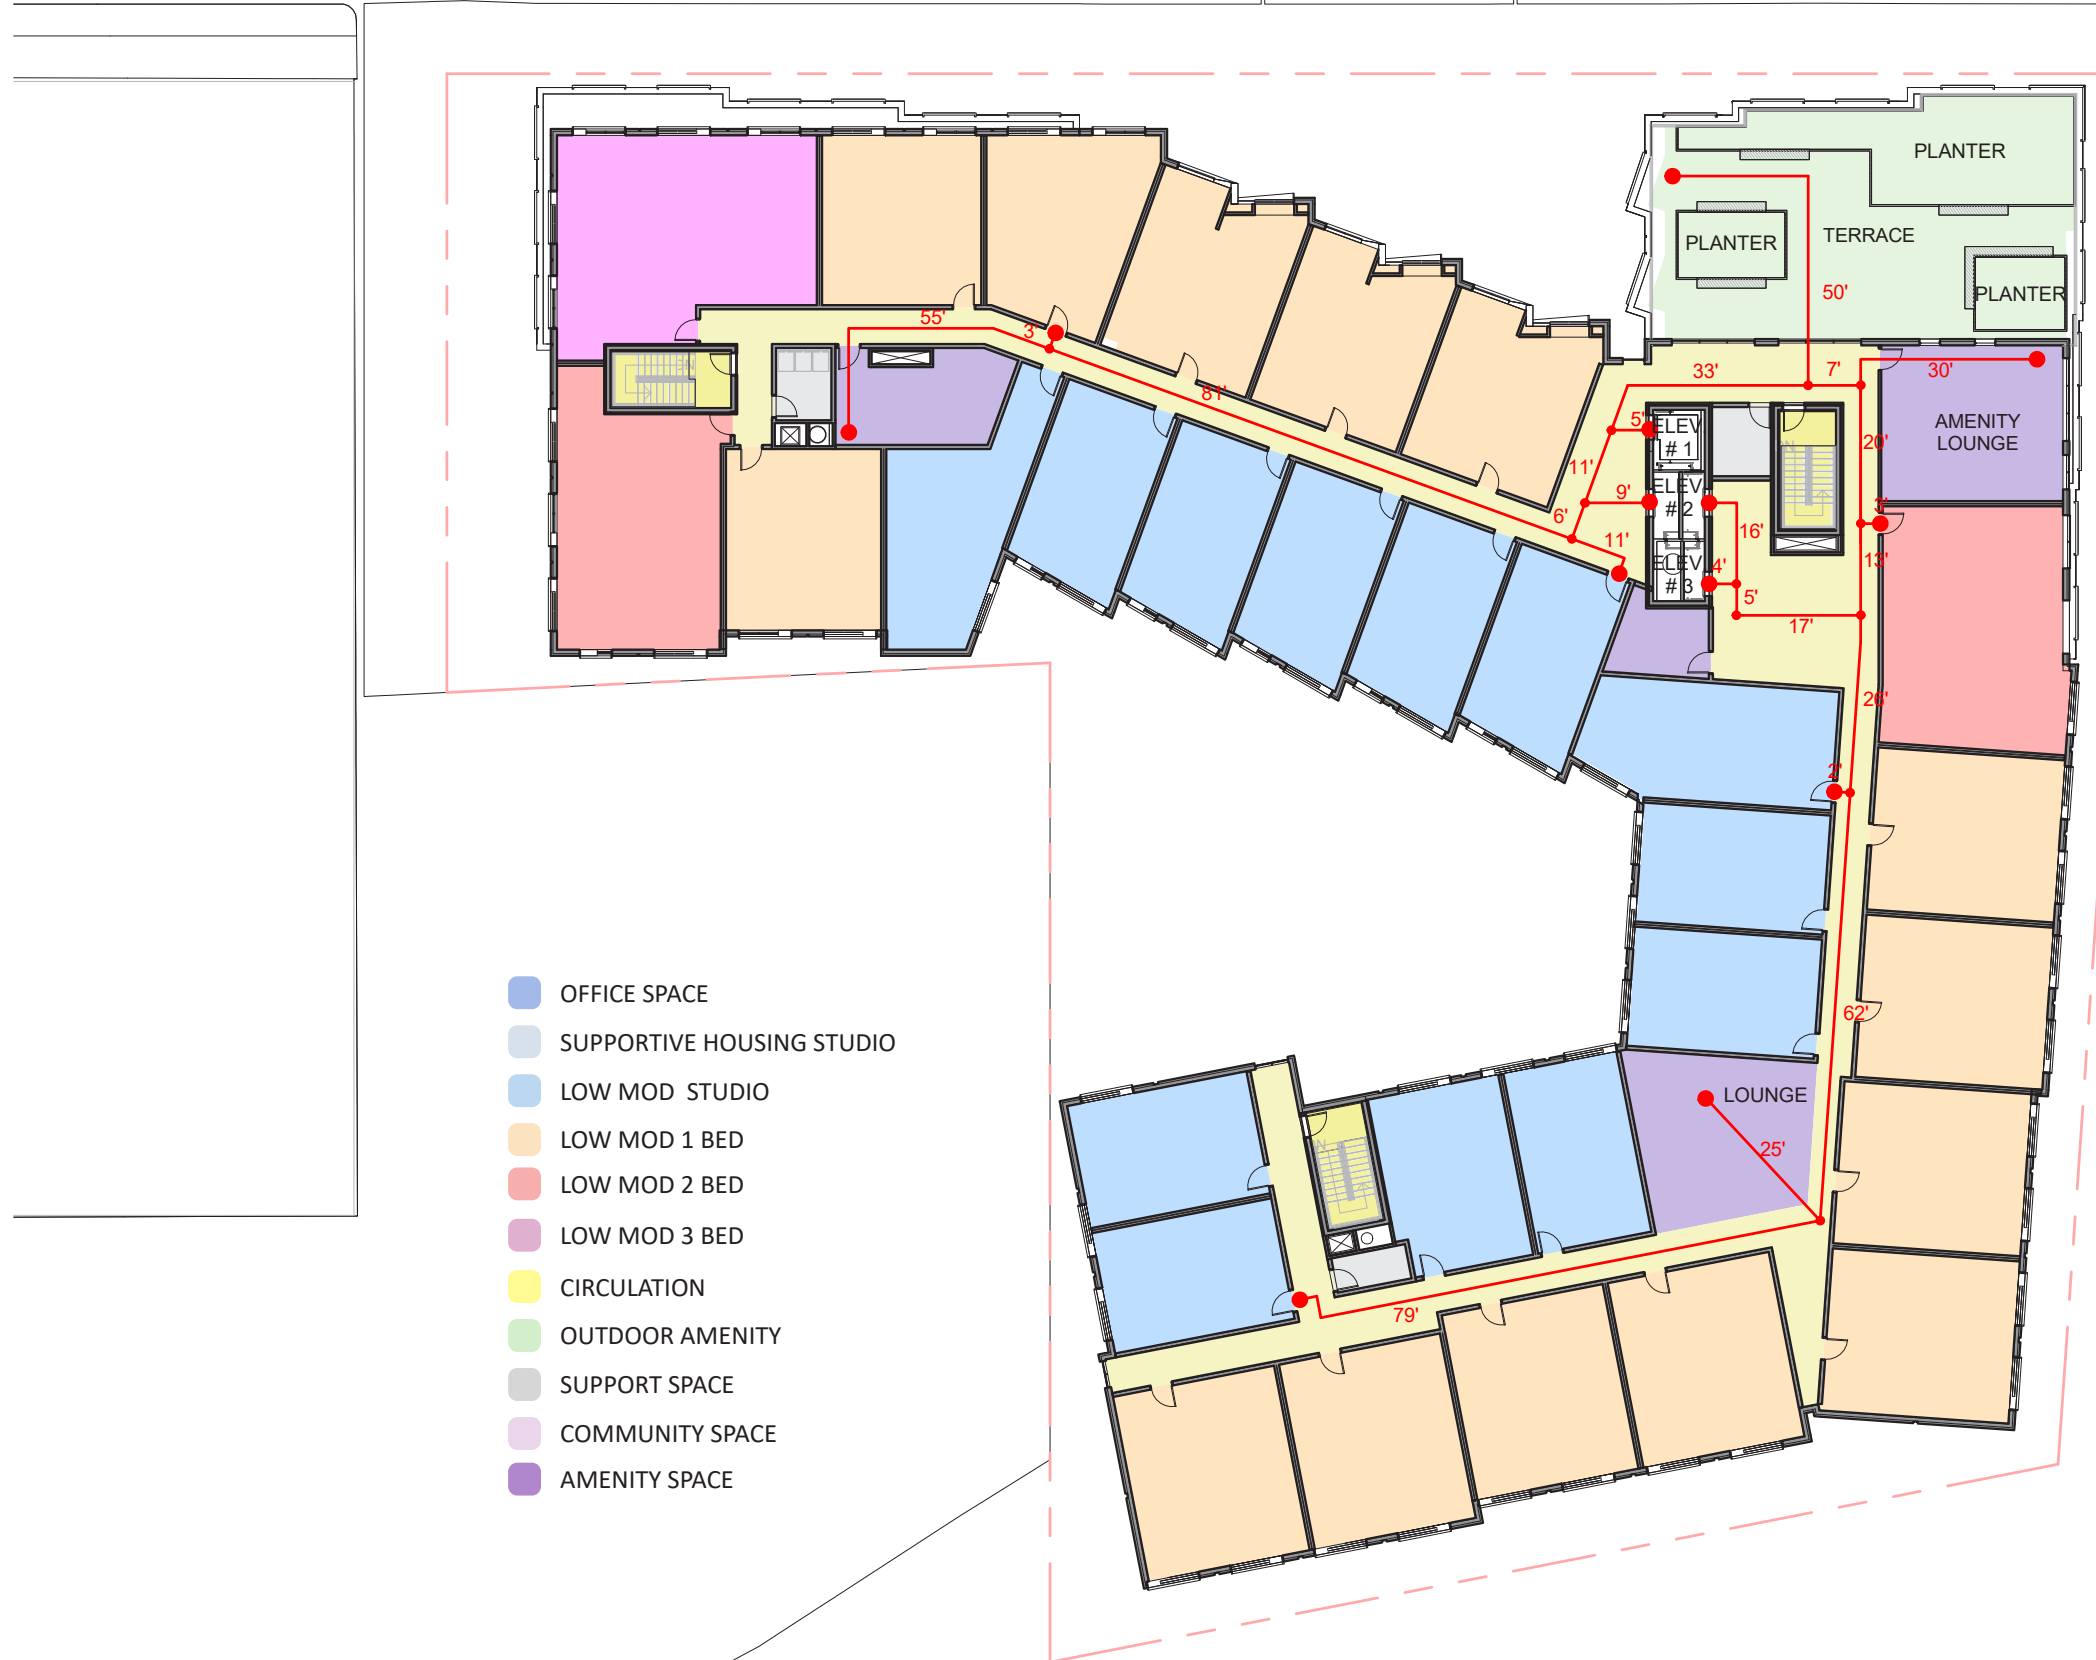 PLANTER
PLANTER
TERRACE
PLANTER
50'
55'
3'
81'
33'
7'
30'
AMENITY
LOUNGE
5'
ELEV
# 1
20'
11'
9'
ELEV
# 2
6'
16'
3'
11'
13'
ELEV
# 3
4'
5'
17'
26'
2'
62'
LOUNGE
25'
79'
OFFICE SPACE
SUPPORTIVE HOUSING STUDIO
LOW MOD STUDIO
LOW MOD 1 BED
LOW MOD 2 BED
LOW MOD 3 BED
CIRCULATION
OUTDOOR AMENITY
SUPPORT SPACE
COMMUNITY SPACE
AMENITY SPACE